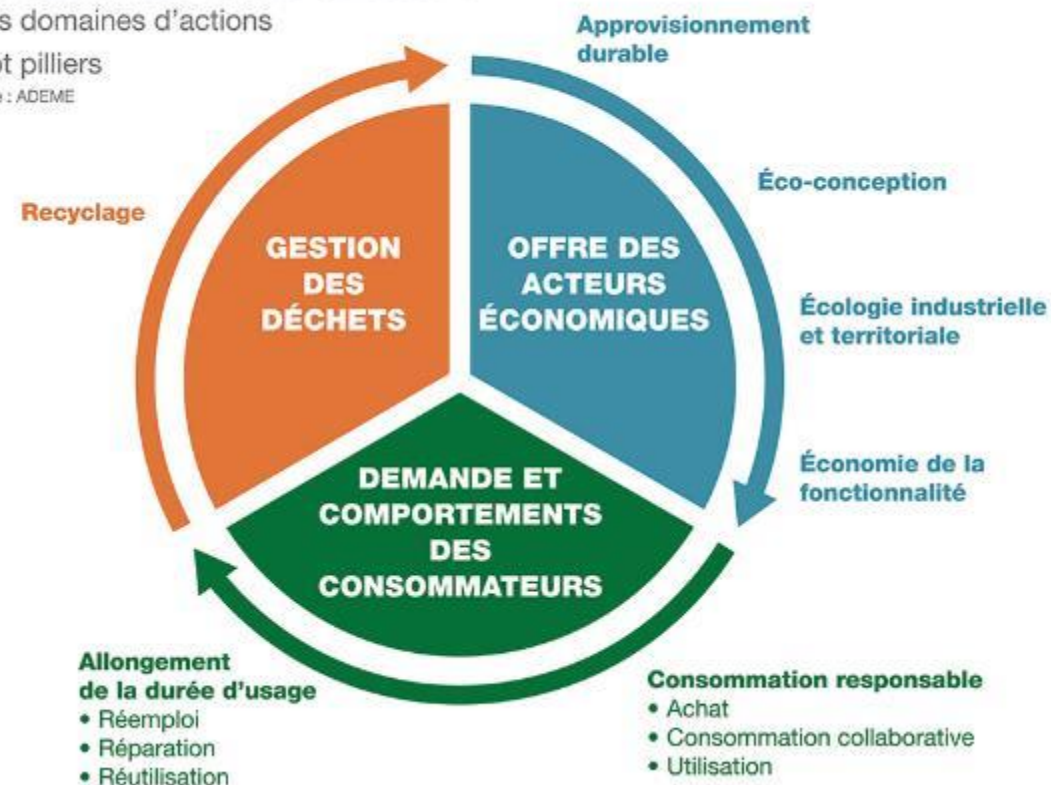 domaines d'actions
pilliers
: ADEME
Approvisionnement
durable
Éco-conception
Écologie industrielle
et territoriale
Économie de la
fonctionnalité
Recyclage
GESTION
DES
DÉCHETS
OFFRE DES
ACTEURS
ÉCONOMIQUES
DEMANDE ET
COMPORTEMENTS
DES
CONSOMMATEURS
Allongement
de la durée d'usage
• Réemploi
• Réparation
• Réutilisation
Consommation responsable
• Achat
• Consommation collaborative
• Utilisation